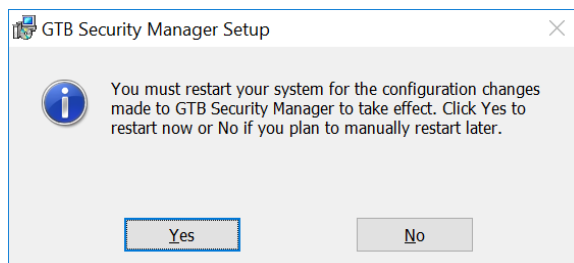 GTB Security Manager Setup
You must restart your system for the configuration changes
made to GTB Security Manager to take effect. Click Yes to
restart now or No if you plan to manually restart later.
Yes
No